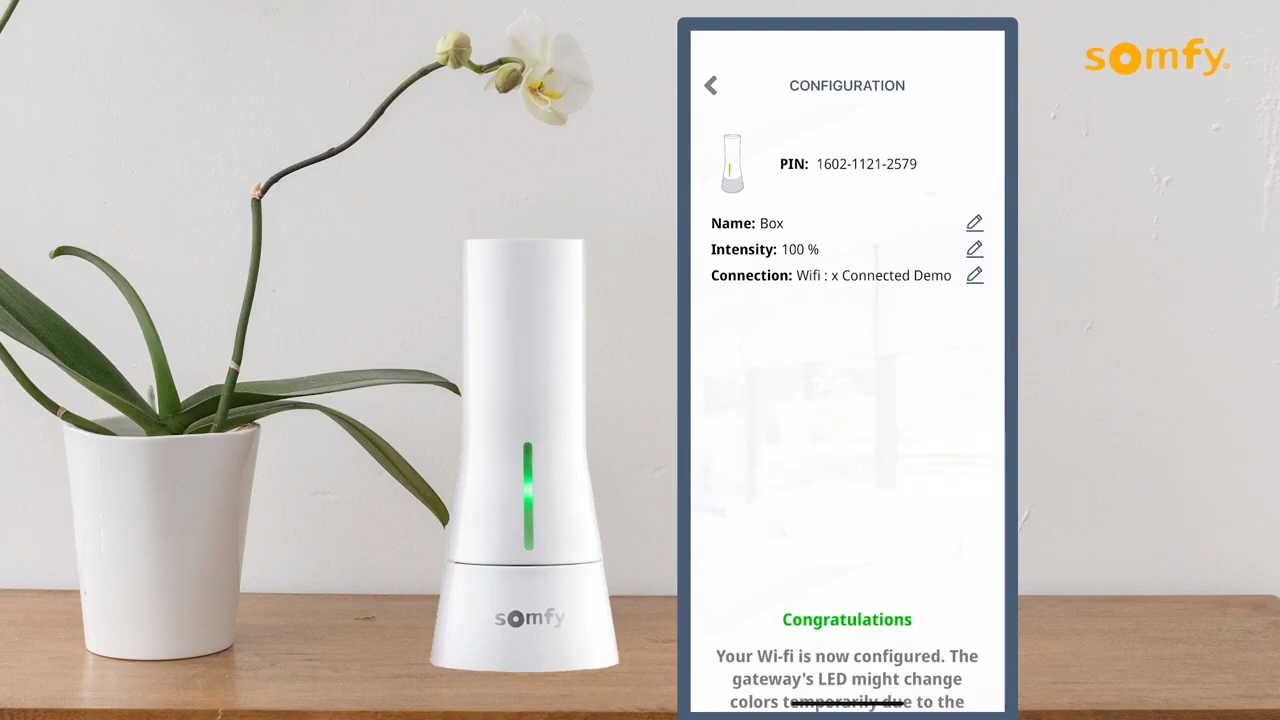 somfy
CONFIGURATION
PIN: 1602-1121-2579
Name: Box
Intensity: 100 %
Connection: Wifi : x Connected Demo
somfy
Congratulations
Your Wi-fi is now configured. The
gateway's LED might change
colors temporarily due to the